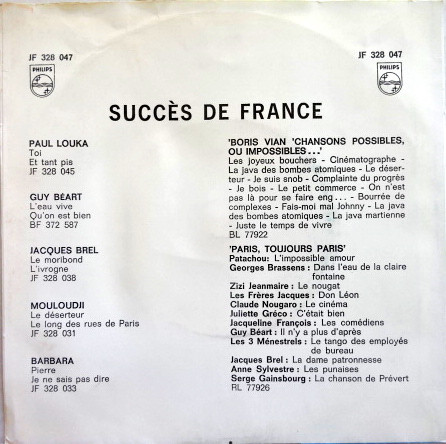 JF 328 047
JF 328 047
PHILIPS
PHILIPS
SUCCÈS DE FRANCE
PAUL LOUKA
Toi
Et tant pis
JF 328 045
GUY BÉART
L'eau vive
Qu'on est bien
BF 372 587
JACQUES BREL
Le moribond
L'ivrogne
JF 328 038
MOULOUDJI
Le déserteur
Le long des rues de Paris
JF 328 031
BARBARA
Pierre
Je ne sais pas dire
JF 328 033
'BORIS VIAN 'CHANSONS POSSIBLES,
OU IMPOSSIBLES...'
Les joyeux bouchers - Cinématographe -
La java des bombes atomiques - Le déser-
teur - Je suis snob - Complainte du progrès
- Je bois - Le petit commerce - On n'est
pas là pour se faire eng... - Bourrée de
complexes - Fais-moi mal Johnny - La java
des bombes atomiques - La java martienne
- Juste le temps de vivre
BL 77922
'PARIS, TOUJOURS PARIS'
Patachou: L'impossible amour
Georges Brassens : Dans l'eau de la claire
fontaine
Zizi Jeanmaire : Le nougat
Les Frères Jacques : Don Léon
Claude Nougaro : Le cinéma
Juliette Gréco : C'était bien
Jacqueline François : Les comédiens
Guy Béart : Il n'y a plus d'après
Les 3 Ménestrels : Le tango des employés
de bureau
Jacques Brel : La dame patronnesse
Anne Sylvestre : Les punaises
Serge Gainsbourg : La chanson de Prévert
RL 77926